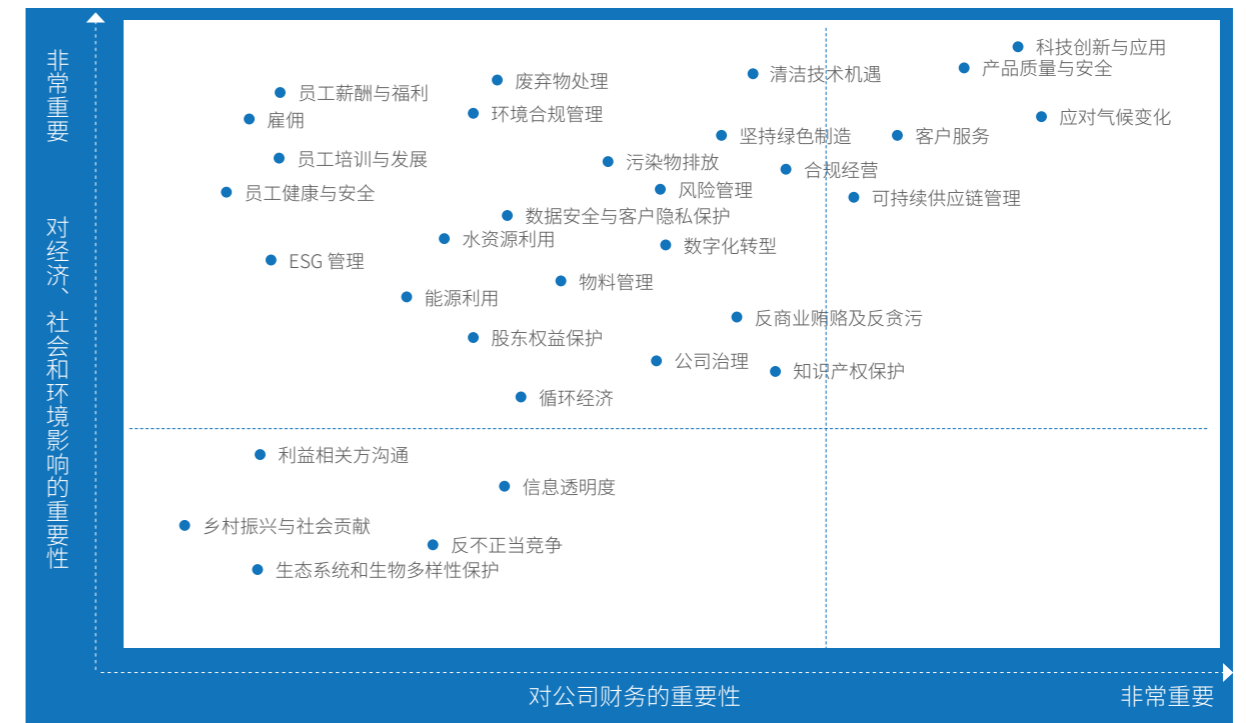 非常重要
对经济、社会和环境影响的重要性
科技创新与应用
产品质量与安全
清洁技术机遇
废弃物处理
员工薪酬与福利
环境合规管理
应对气候变化
雇佣
坚持绿色制造
客户服务
员工培训与发展
污染物排放
合规经营
风险管理
员工健康与安全
可持续供应链管理
数据安全与客户隐私保护
水资源利用
数字化转型
ESG 管理
物料管理
能源利用
反商业贿赂及反贪污
股东权益保护
公司治理
知识产权保护
循环经济
利益相关方沟通
信息透明度
乡村振兴与社会贡献
反不正当竞争
生态系统和生物多样性保护
对公司财务的重要性
非常重要